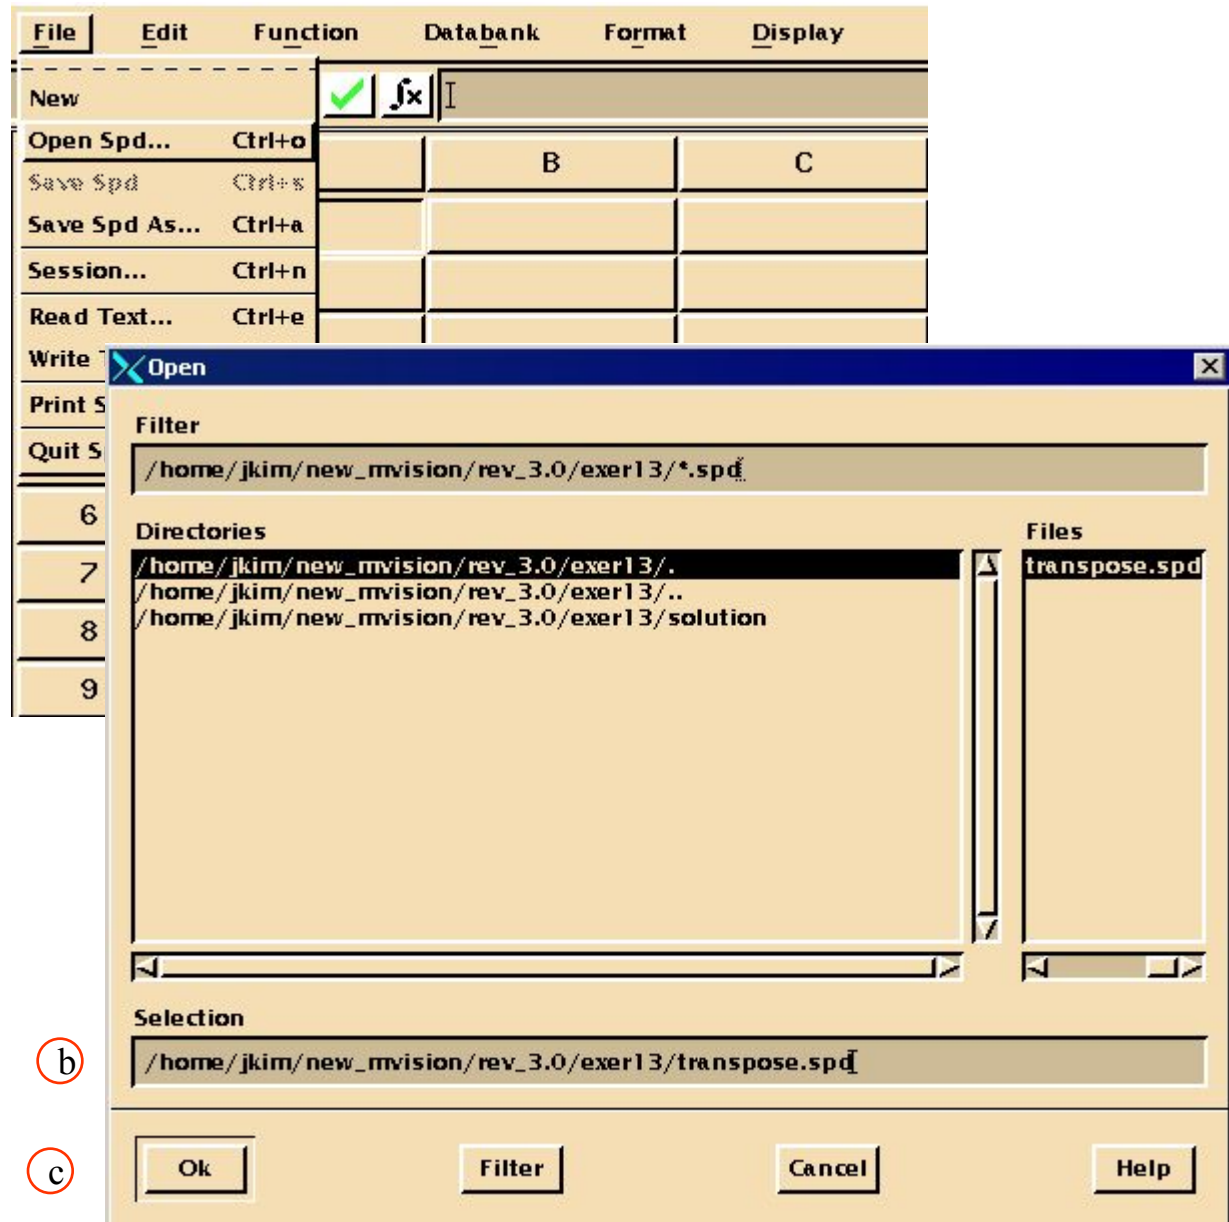 File Edit Function Databank Format Display
New
fx
Open Spd... Ctrl+o
B C
Save Spd Ctrl+s
Save Spd As... Ctrl+a
Session... Ctrl+n
Read Text... Ctrl+e
Write
Open
Print S
Filter
Quit S
/home/jkim/new_mvision/rev_3.0/exer13/*.spd
6
Directories Files
7
/home/jkim/new_mvision/rev_3.0/exer13/. transpose.spd
/home/jkim/new_mvision/rev_3.0/exer13/..
/home/jkim/new_mvision/rev_3.0/exer13/solution
8
9
Selection
b /home/jkim/new_mvision/rev_3.0/exer13/transpose.spd
c Ok Filter Cancel Help